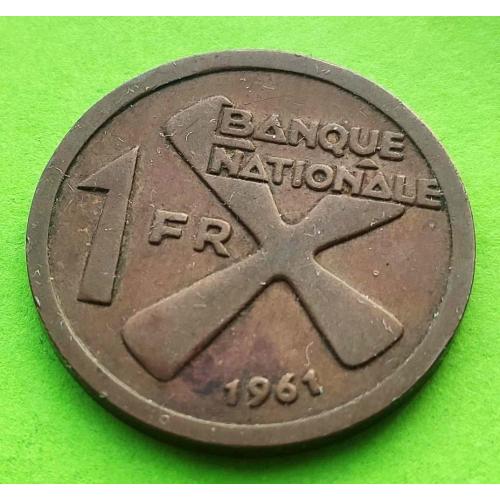 BANQUE
NATIONALE
1 FR
1961